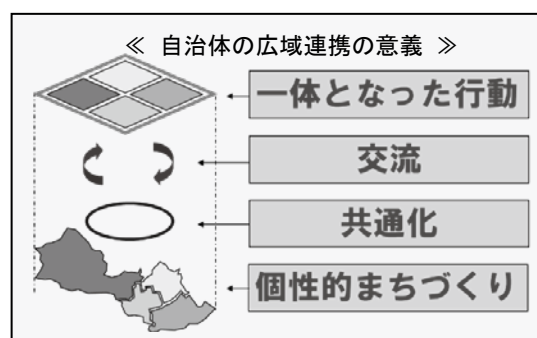 ≪ 自治体の広域連携の意義 ≫
一体となった行動
交流
共通化
個性的まちづくり